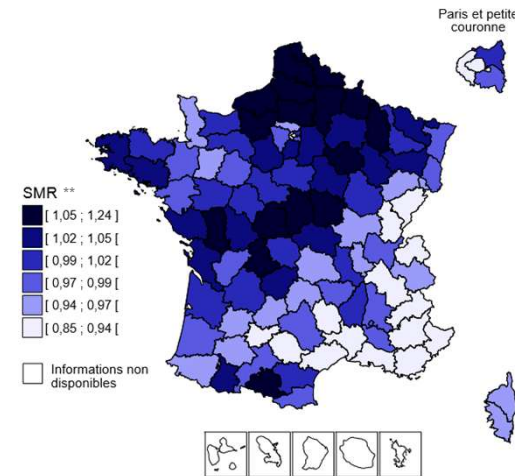 Paris et petite
couronne
SMR **
[ 1,05 ; 1,24 [
[ 1,02 ; 1,05 [
[ 0,99 ; 1,02 [
[ 0,97 ; 0,99 [
[ 0,94 ; 0,97 [
[ 0,85 ; 0,94 [
Informations non
disponibles